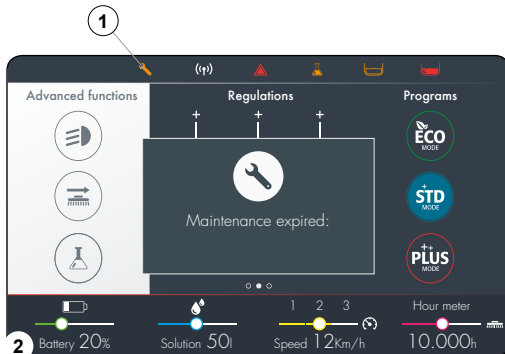 1
((•))
Advanced functions
Regulations
Programs
+ + +
ECO
MODE
Maintenance expired:
+
STD
MODE
++
PLUS
MODE
1 2 3
Hour meter
2
Battery 20%
Solution 50l
Speed 12Km/h
10.000h